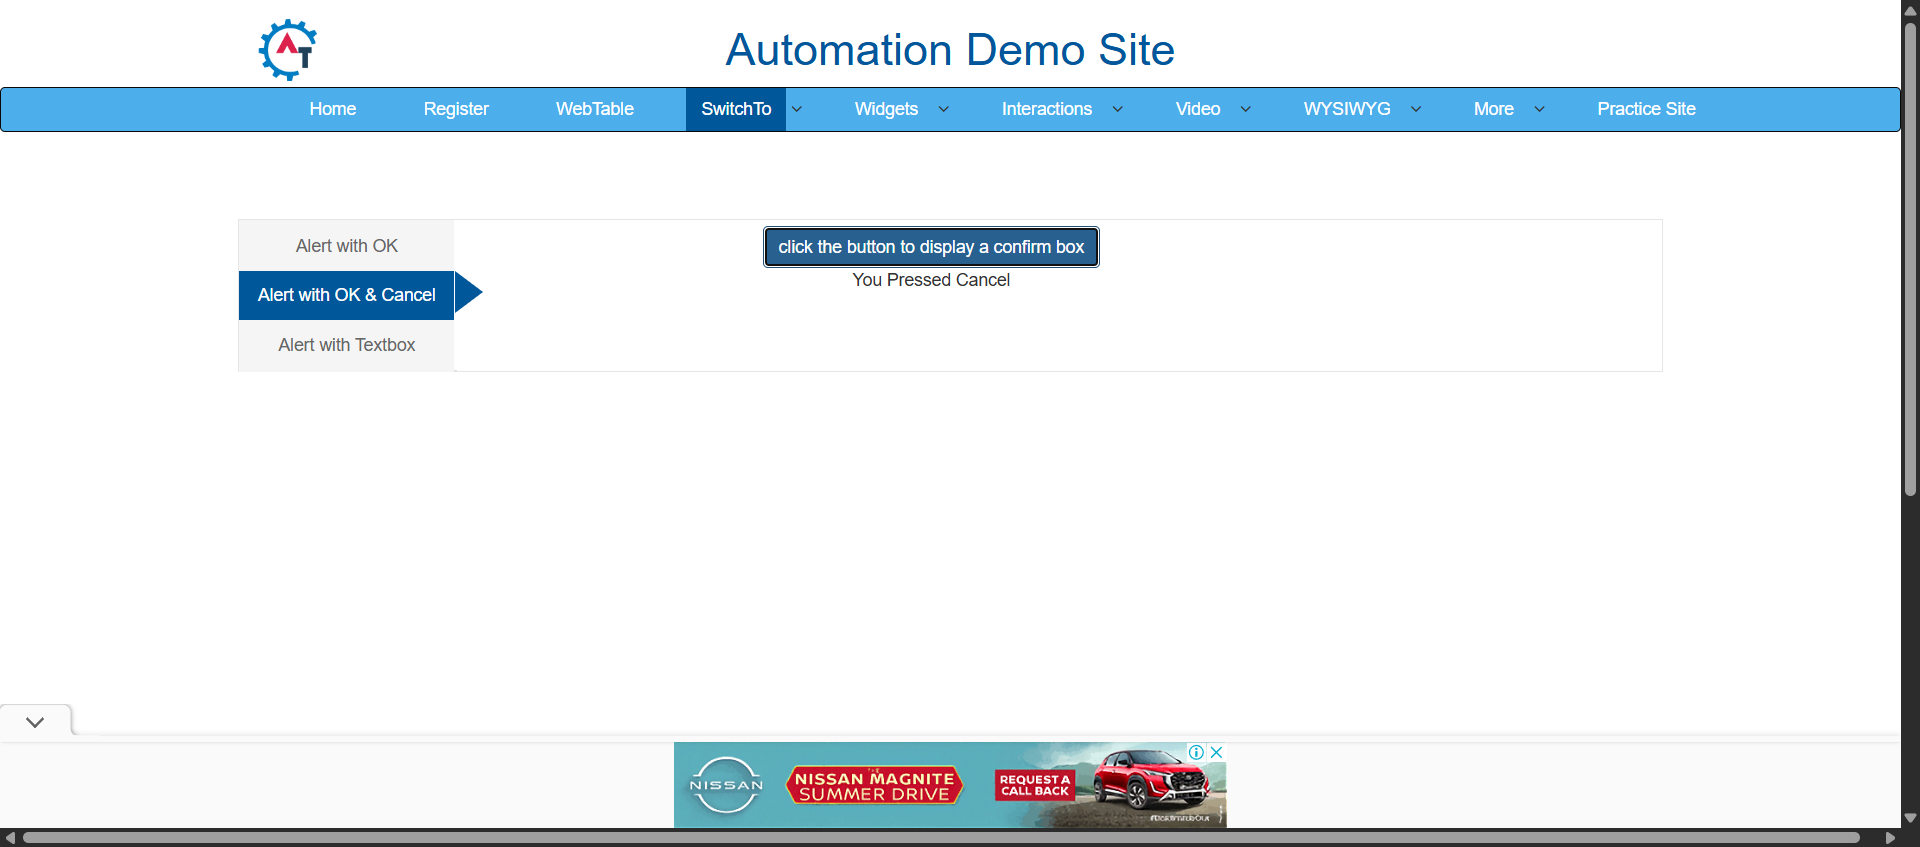 AT
Automation Demo Site
Home Register WebTable SwitchTo Widgets Interactions Video WYSIWYG More Practice Site
Alert with OK
Alert with OK & Cancel
Alert with Textbox
click the button to display a confirm box
You Pressed Cancel
NISSAN
THE
NISSAN MAGNITE
SUMMER DRIVE
REQUEST A
CALL BACK